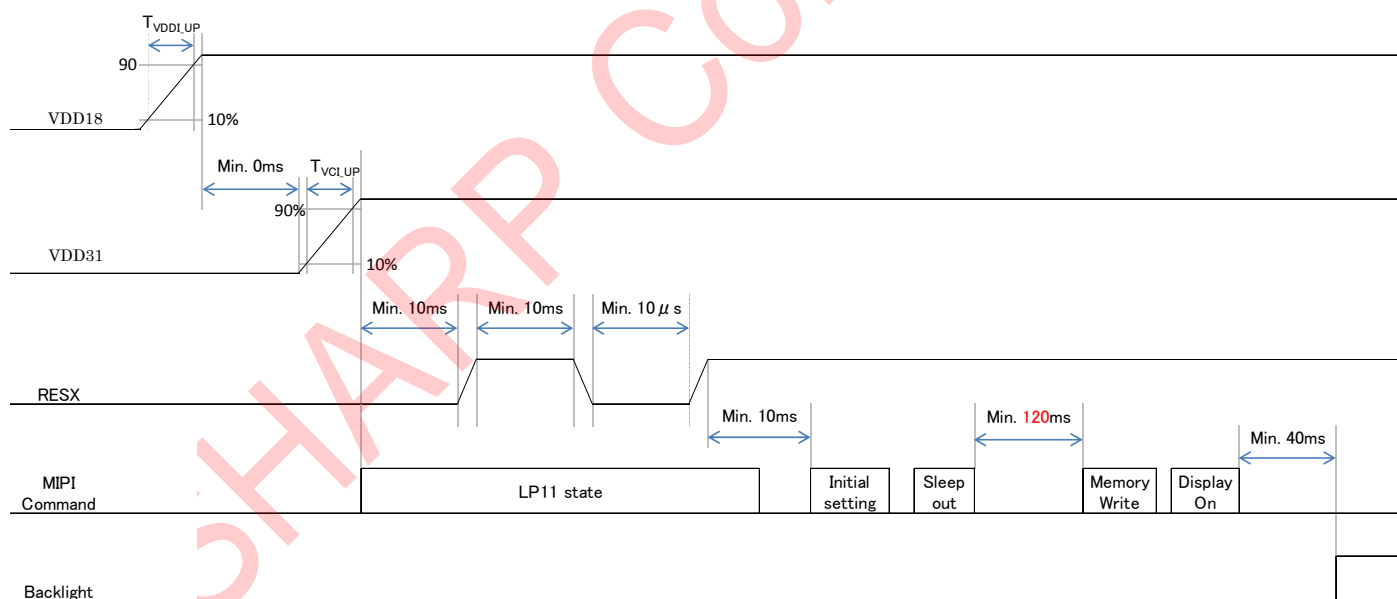 TVDDI_UP
90
10%
VDD18
Min. 0ms
TVCI_UP
90%
VDD31
10%
Min. 10ms
Min. 10ms
Min. 10μs
RESX
Min. 10ms
Min. 120ms
Min. 40ms
MIPI
Command
LP11 state
Initial
setting
Sleep
out
Memory
Write
Display
On
Backlight
SHARP Co